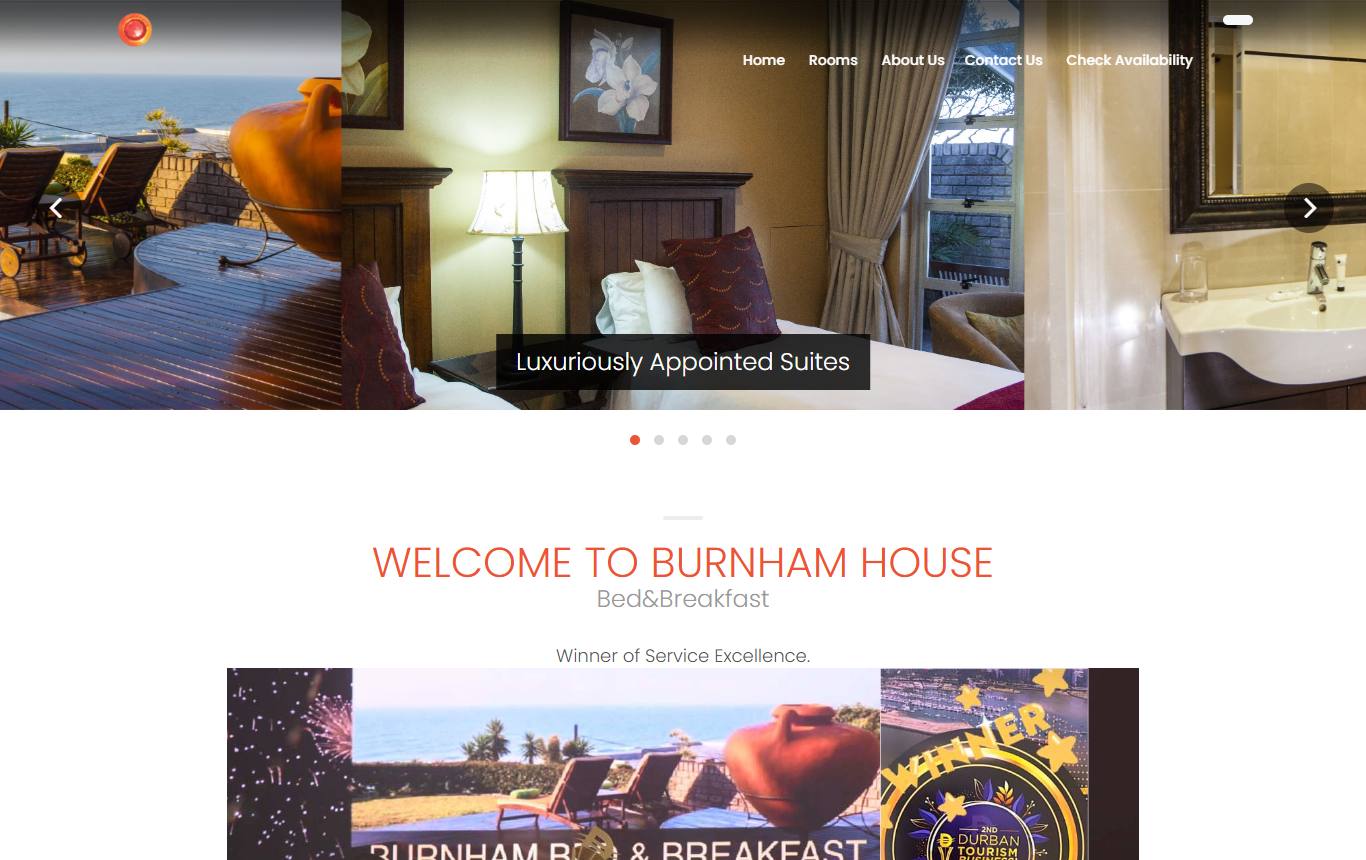 Home Rooms About Us Contact Us Check Availability
Luxuriously Appointed Suites
WELCOME TO BURNHAM HOUSE
Bed&Breakfast
Winner of Service Excellence.
WINNER
2ND
DURBAN
TOURISM
BUSINESS
BURNHAM B & BREAKFAST